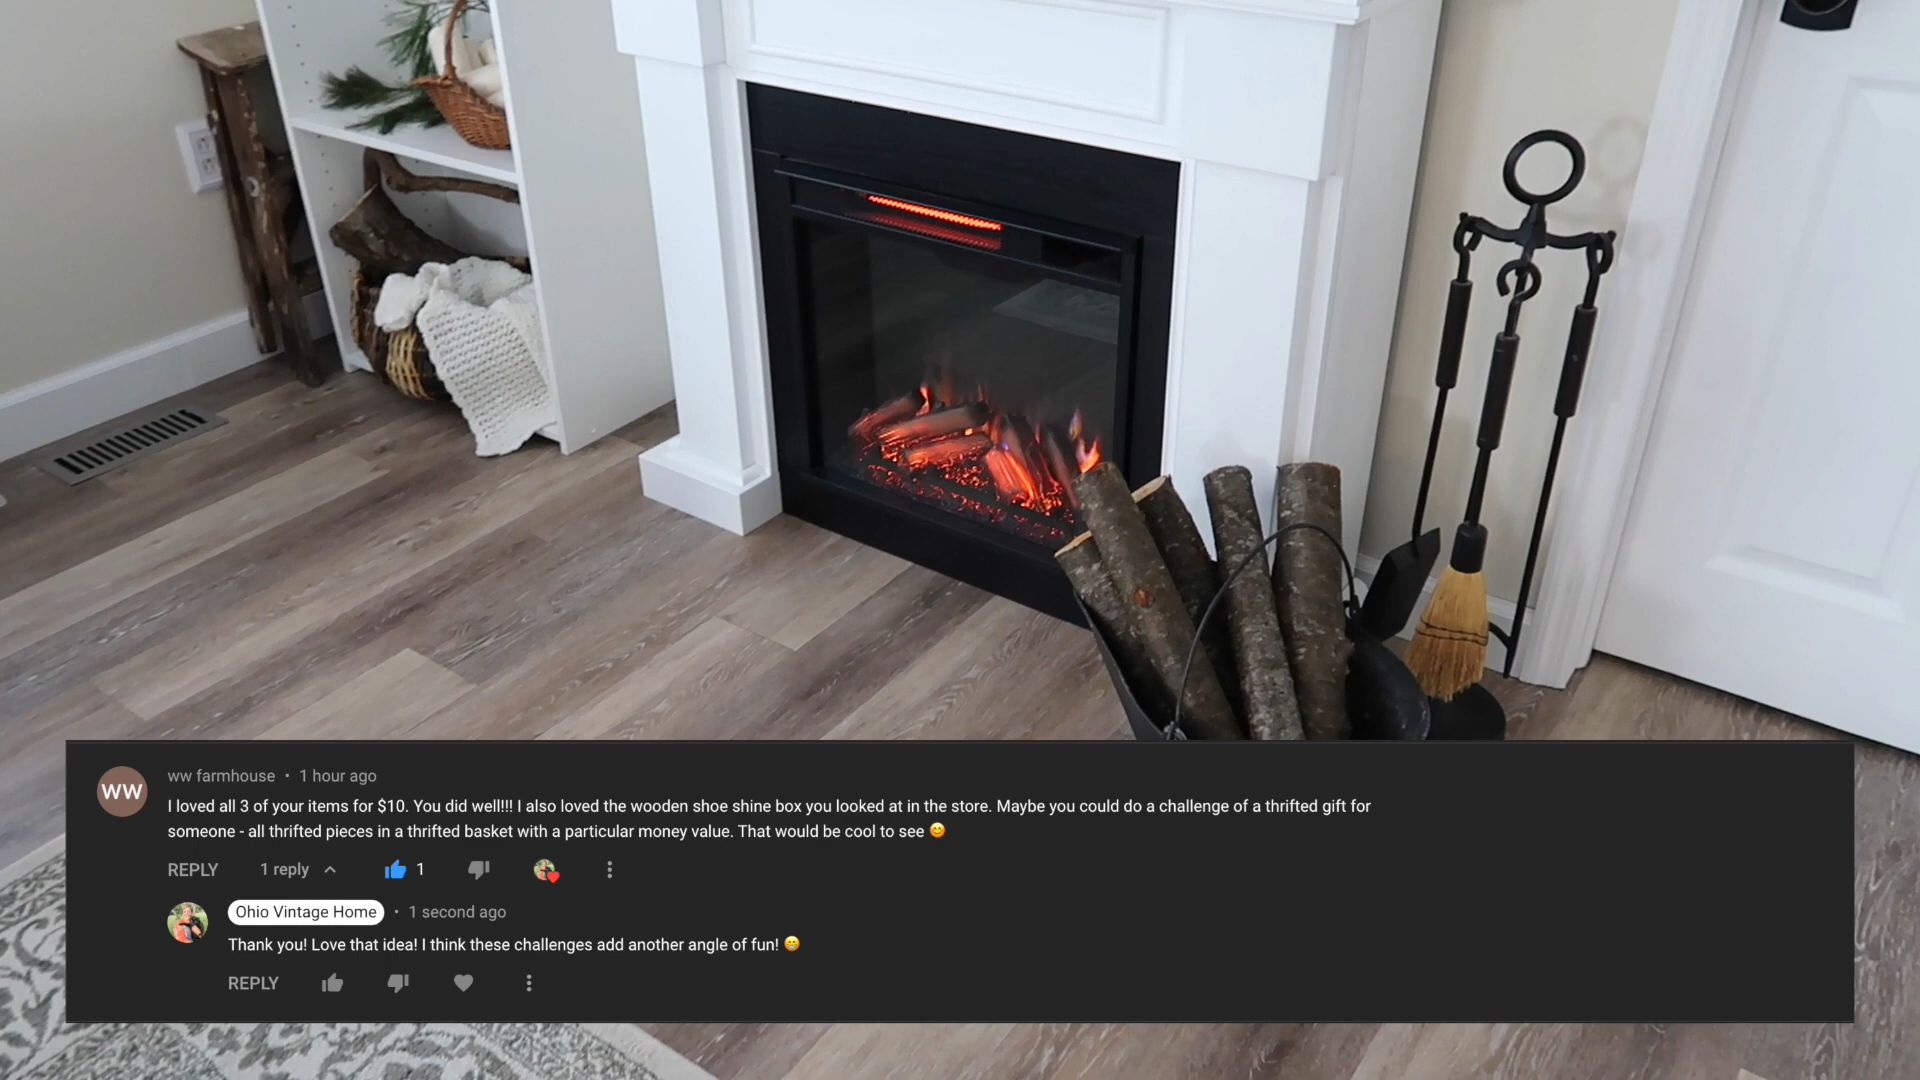 WW
ww farmhouse • 1 hour ago
I loved all 3 of your items for $10. You did well!!! I also loved the wooden shoe shine box you looked at in the store. Maybe you could do a challenge of a thrifted gift for
someone - all thrifted pieces in a thrifted basket with a particular money value. That would be cool to see 😊
REPLY 1 reply 1
Ohio Vintage Home • 1 second ago
Thank you! Love that idea! I think these challenges add another angle of fun! 😁
REPLY